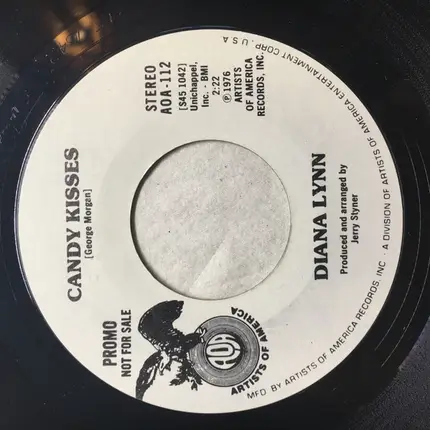 AOA
ARTISTS OF AMERICA
PROMO
NOT FOR SALE
STEREO
AOA-112
[S45 1042]
Unichappel,
Inc. - BMI
2:22
Ⓟ1976
ARTISTS
OF AMERICA
RECORDS, INC.
CANDY KISSES
[George Morgan]
DIANA LYNN
Produced and arranged by
Jerry Styner
MFD BY ARTISTS OF AMERICA RECORDS, INC · A DIVISION OF ARTISTS OF AMERICA ENTERTAINMENT CORP. U.S.A